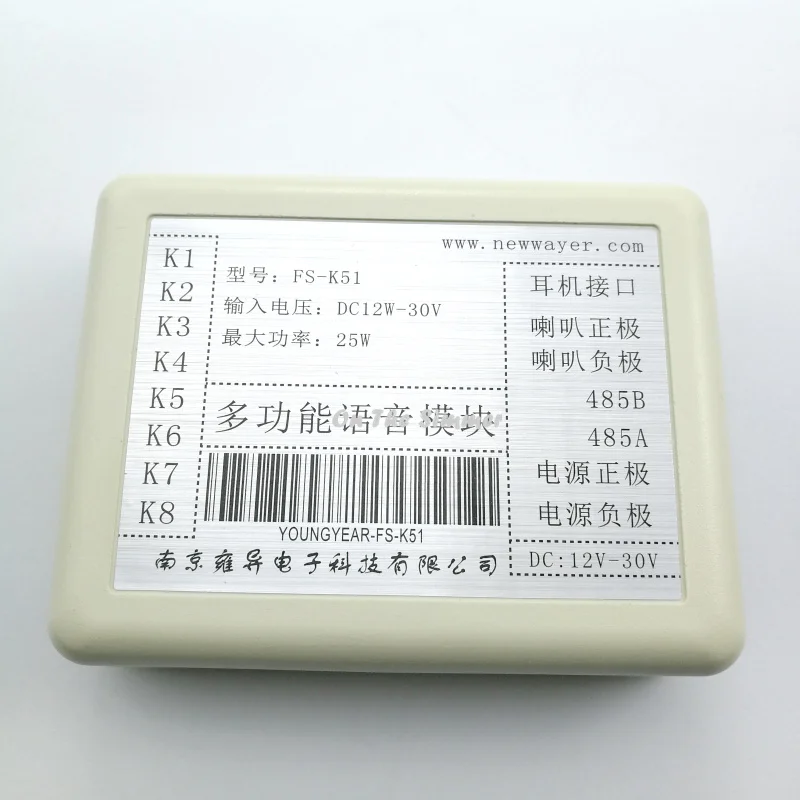 www.newwayer.com
K1
K2
K3
K4
K5
K6
K7
K8
型号: FS-K51
输入电压: DC12W-30V
最大功率: 25W
多功能语音模块
On The Simmer
YOUNGYEAR-FS-K51
南京雍异电子科技有限公司
耳机接口
喇叭正极
喇叭负极
485B
485A
电源正极
电源负极
DC:12V-30V